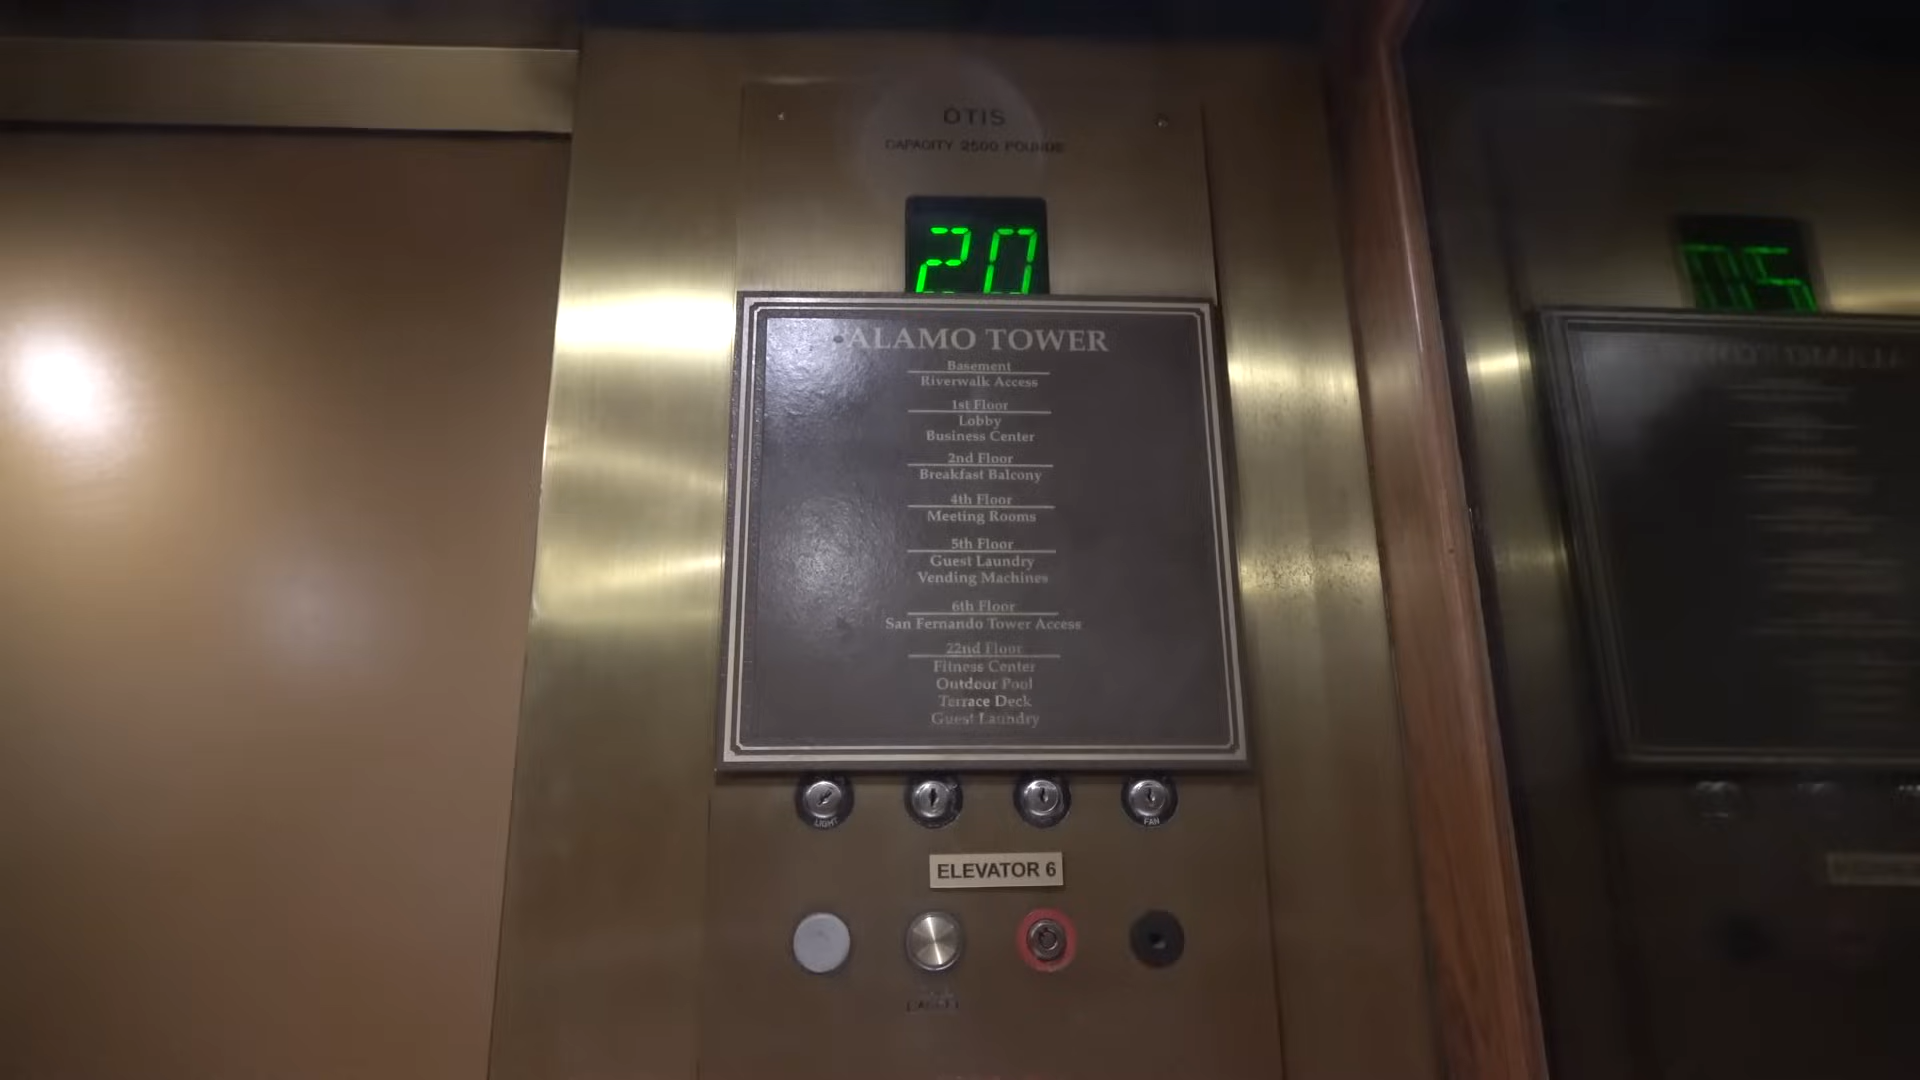 OTIS
CAPACITY 2500 POUNDS
20
ALAMO TOWER
Basement
Riverwalk Access
1st Floor
Lobby
Business Center
2nd Floor
Breakfast Balcony
4th Floor
Meeting Rooms
5th Floor
Guest Laundry
Vending Machines
6th Floor
San Fernando Tower Access
22nd Floor
Fitness Center
Outdoor Pool
Terrace Deck
Guest Laundry
LIGHT
FAN
ELEVATOR 6